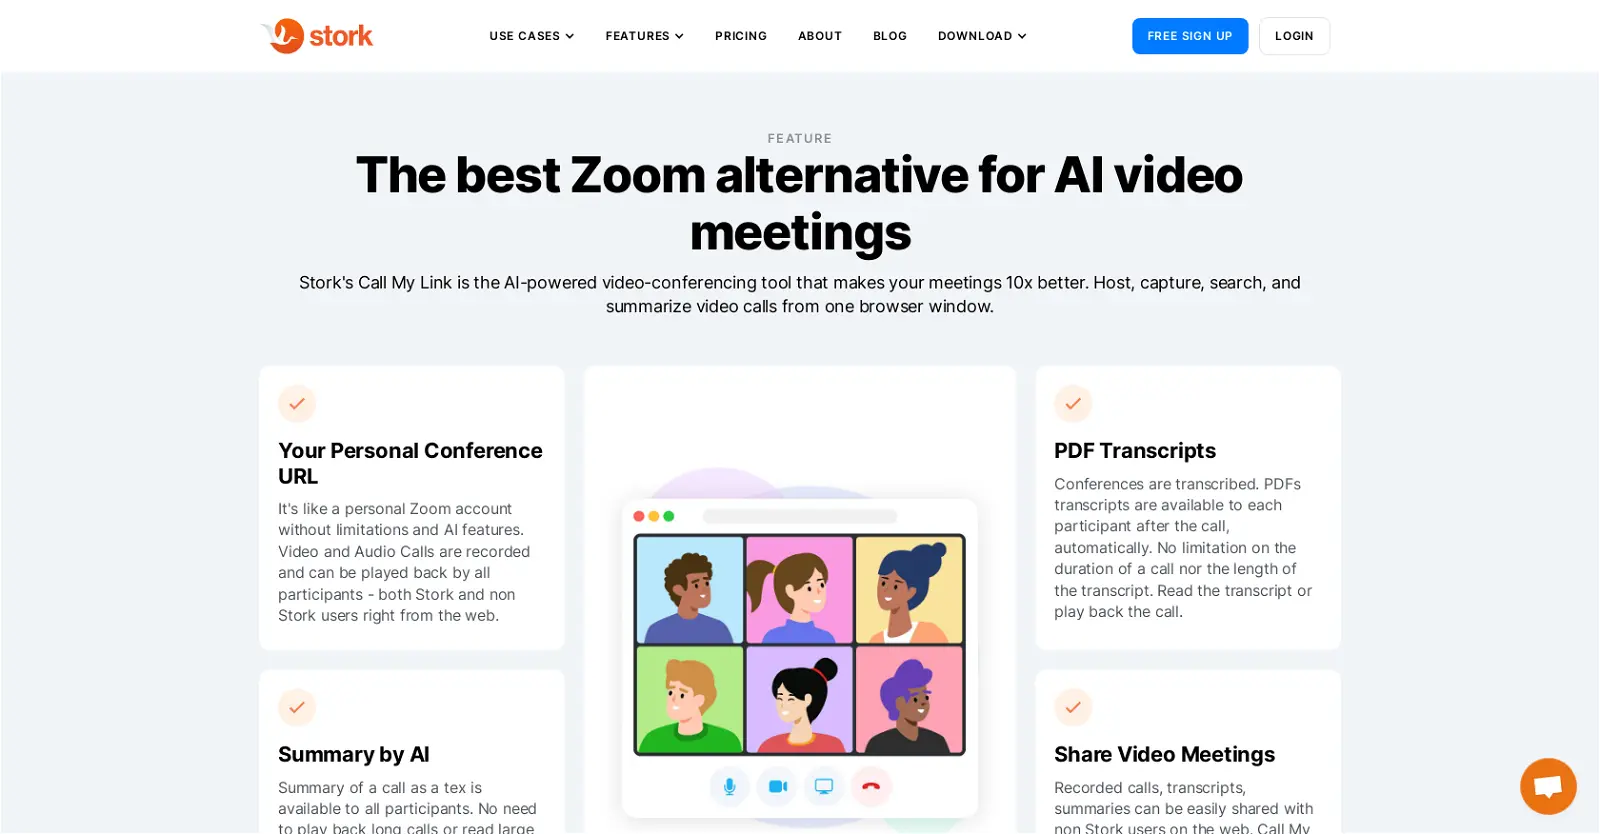 stork
USE CASES
FEATURES
PRICING
ABOUT
BLOG
DOWNLOAD
FREE SIGN UP
LOGIN
FEATURE
The best Zoom alternative for AI video
meetings
Stork's Call My Link is the AI-powered video-conferencing tool that makes your meetings 10x better. Host, capture, search, and
summarize video calls from one browser window.
Your Personal Conference
URL
It's like a personal Zoom account
without limitations and AI features.
Video and Audio Calls are recorded
and can be played back by all
participants - both Stork and non
Stork users right from the web.
PDF Transcripts
Conferences are transcribed. PDFs
transcripts are available to each
participant after the call,
automatically. No limitation on the
duration of a call nor the length of
the transcript. Read the transcript or
play back the call.
Summary by AI
Summary of a call as a tex is
available to all participants. No need
to play back long calls or read large
Share Video Meetings
Recorded calls, transcripts,
summaries can be easily shared with
non Stork users on the web. Call My